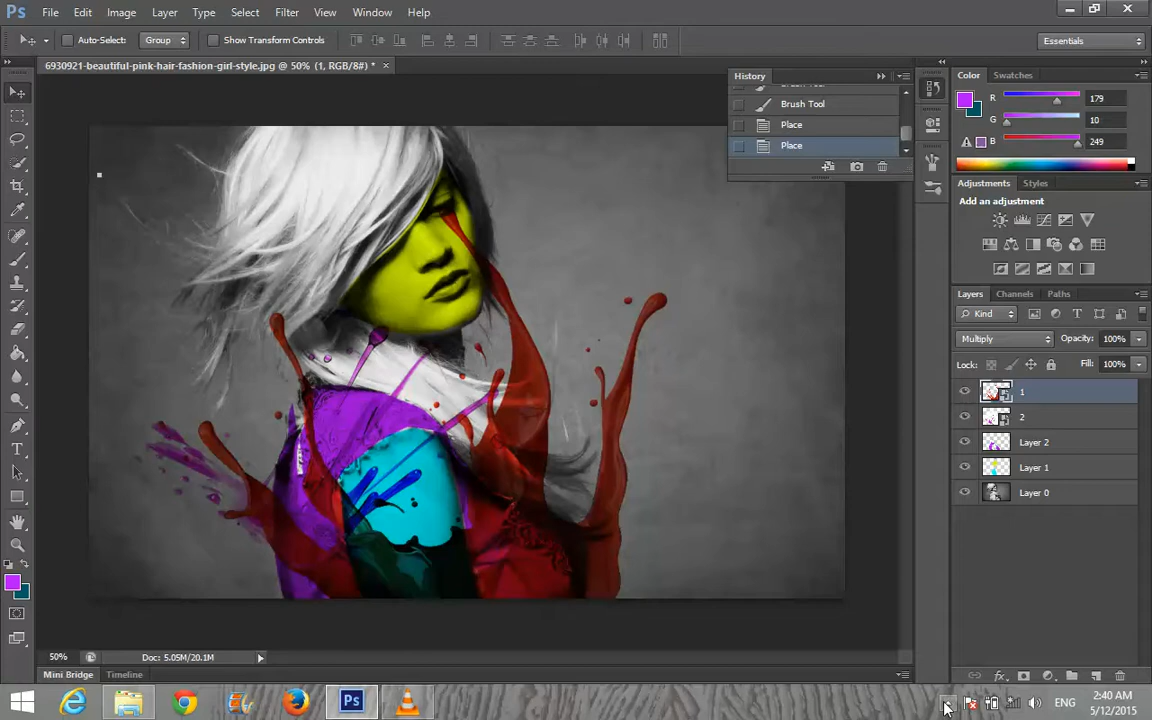 Ps File Edit Image Layer Type Select Filter View Window Help
Auto-Select: Group Show Transform Controls Essentials
6930921-beautiful-pink-hair-fashion-girl-style.jpg @ 50% (1, RGB/8#) * ×
History
Brush Tool
Brush Tool
Place
Place
Color Swatches
R 179
G 10
B 249
Adjustments Styles
Add an adjustment
Layers Channels Paths
Kind
Multiply Opacity: 100%
Lock: Fill: 100%
1
2
Layer 2
Layer 1
Layer 0
50% Doc: 5.05M/20.1M
Mini Bridge Timeline
Ps ENG 2:40 AM
5/12/2015